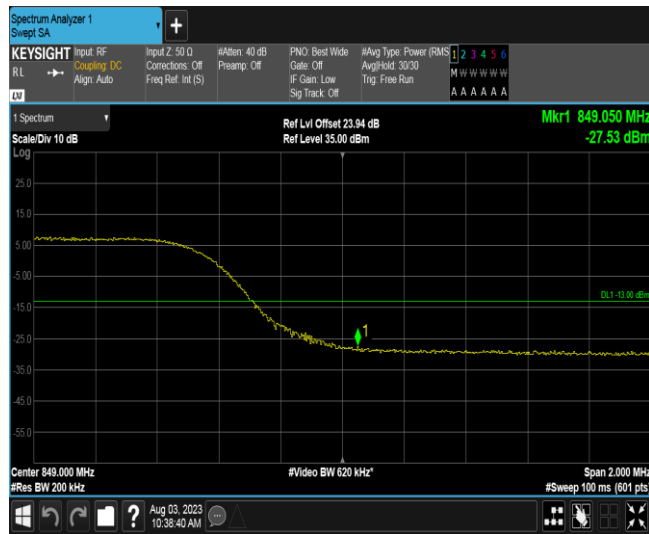 Spectrum Analyzer 1
Swept SA
+
KEYSIGHT
RL
LXI
Input: RF
Coupling: DC
Align: Auto
Input Z: 50 Ω
Corrections: Off
Freq Ref: Int (S)
#Atten: 40 dB
Preamp: Off
PNO: Best Wide
Gate: Off
IF Gain: Low
Sig Track: Off
#Avg Type: Power (RMS
Avg|Hold: 30/30
Trig: Free Run
1 2 3 4 5 6
M W W W W W
A A A A A A
1 Spectrum
Scale/Div 10 dB
Ref Lvl Offset 23.94 dB
Ref Level 35.00 dBm
Mkr1 849.050 MHz
-27.53 dBm
Log
25.0
15.0
5.00
-5.00
DL1 -13.00 dBm
-15.0
1
-25.0
-35.0
-45.0
-55.0
Center 849.000 MHz
#Video BW 620 kHz*
Span 2.000 MHz
#Res BW 200 kHz
#Sweep 100 ms (601 pts
?
Aug 03, 2023
10:38:40 AM